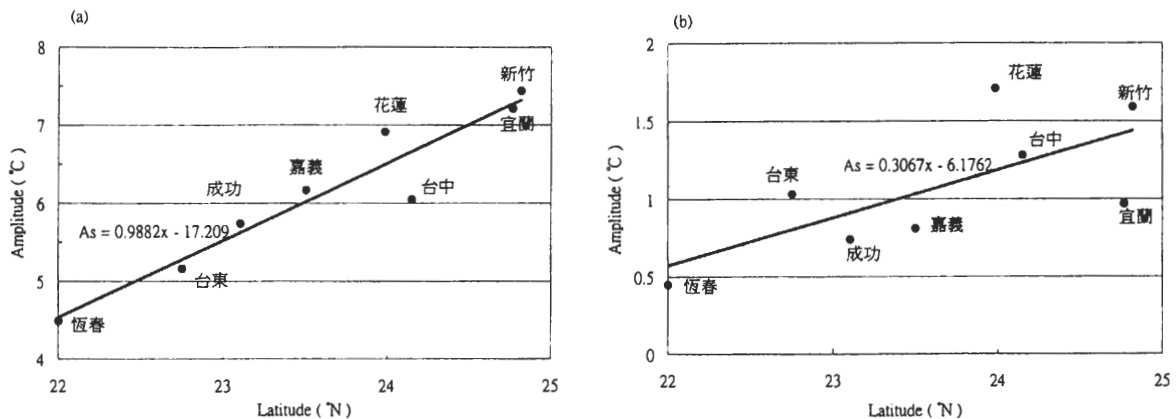 (a)
8
7
6
5
4
22
23
24
25
Amplitude (℃)
Latitude (°N)
新竹
宜蘭
花蓮
嘉義
台中
成功
As = 0.9882x - 17.209
台東
恆春
(b)
2
1.5
1
0.5
0
22
23
24
25
Amplitude (℃)
Latitude (°N)
花蓮
新竹
台中
As = 0.3067x - 6.1762
台東
宜蘭
嘉義
成功
恆春